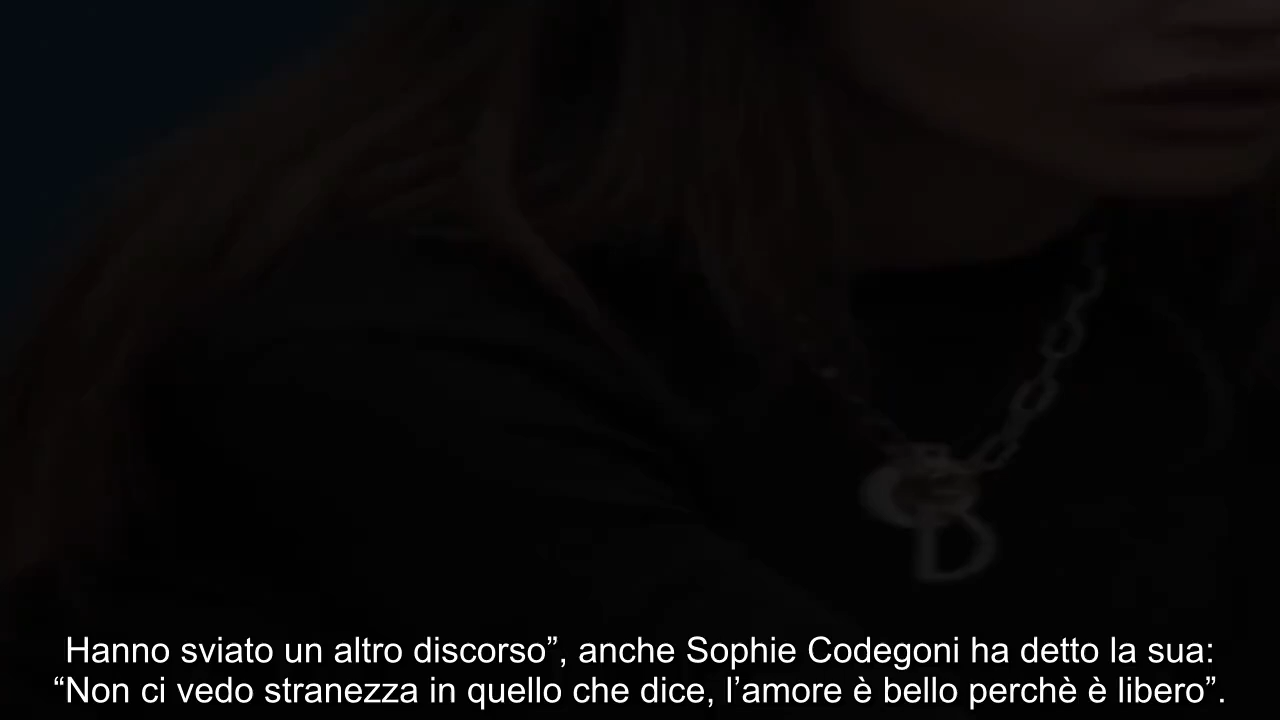 D
Hanno sviato un altro discorso”, anche Sophie Codegoni ha detto la sua:
“Non ci vedo stranezza in quello che dice, l’amore è bello perchè è libero”.